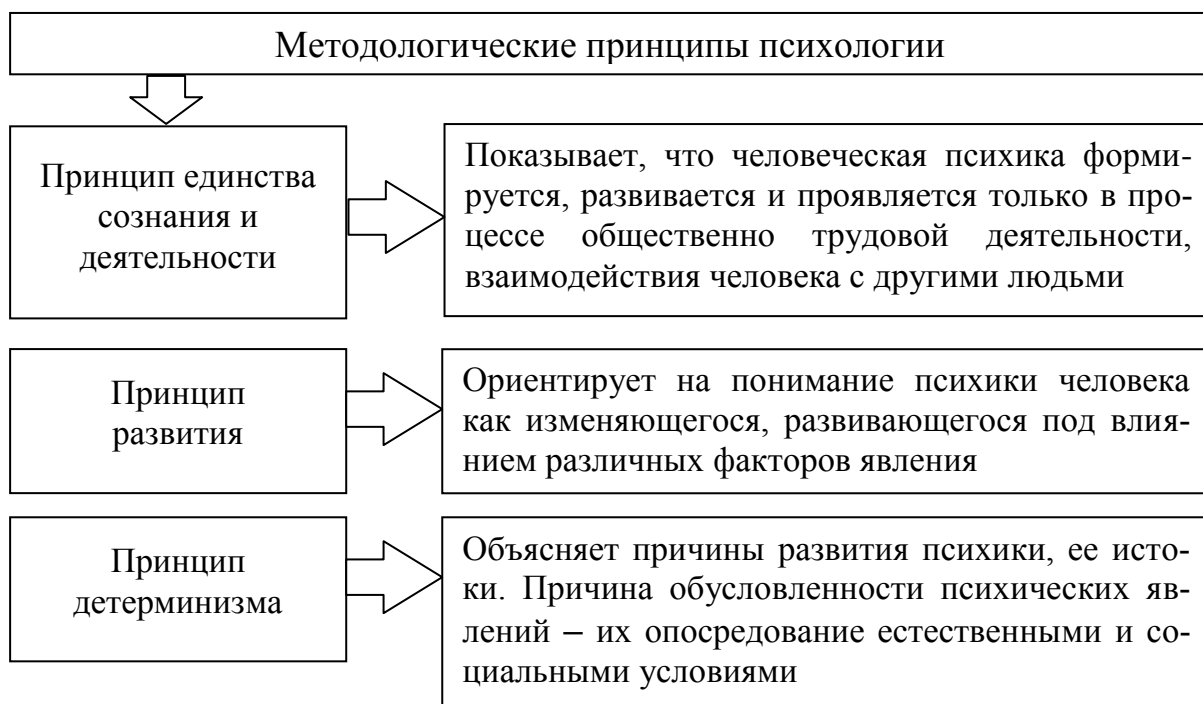 Методологические принципы психологии
Принцип единства
сознания и
деятельности
Показывает, что человеческая психика форми-
руется, развивается и проявляется только в про-
цессе общественно трудовой деятельности,
взаимодействия человека с другими людьми
Принцип
развития
Ориентирует на понимание психики человека
как изменяющегося, развивающегося под влия-
нием различных факторов явления
Принцип
детерминизма
Объясняет причины развития психики, ее исто-
ки. Причина обусловленности психических яв-
лений – их опосредование естественными и со-
циальными условиями